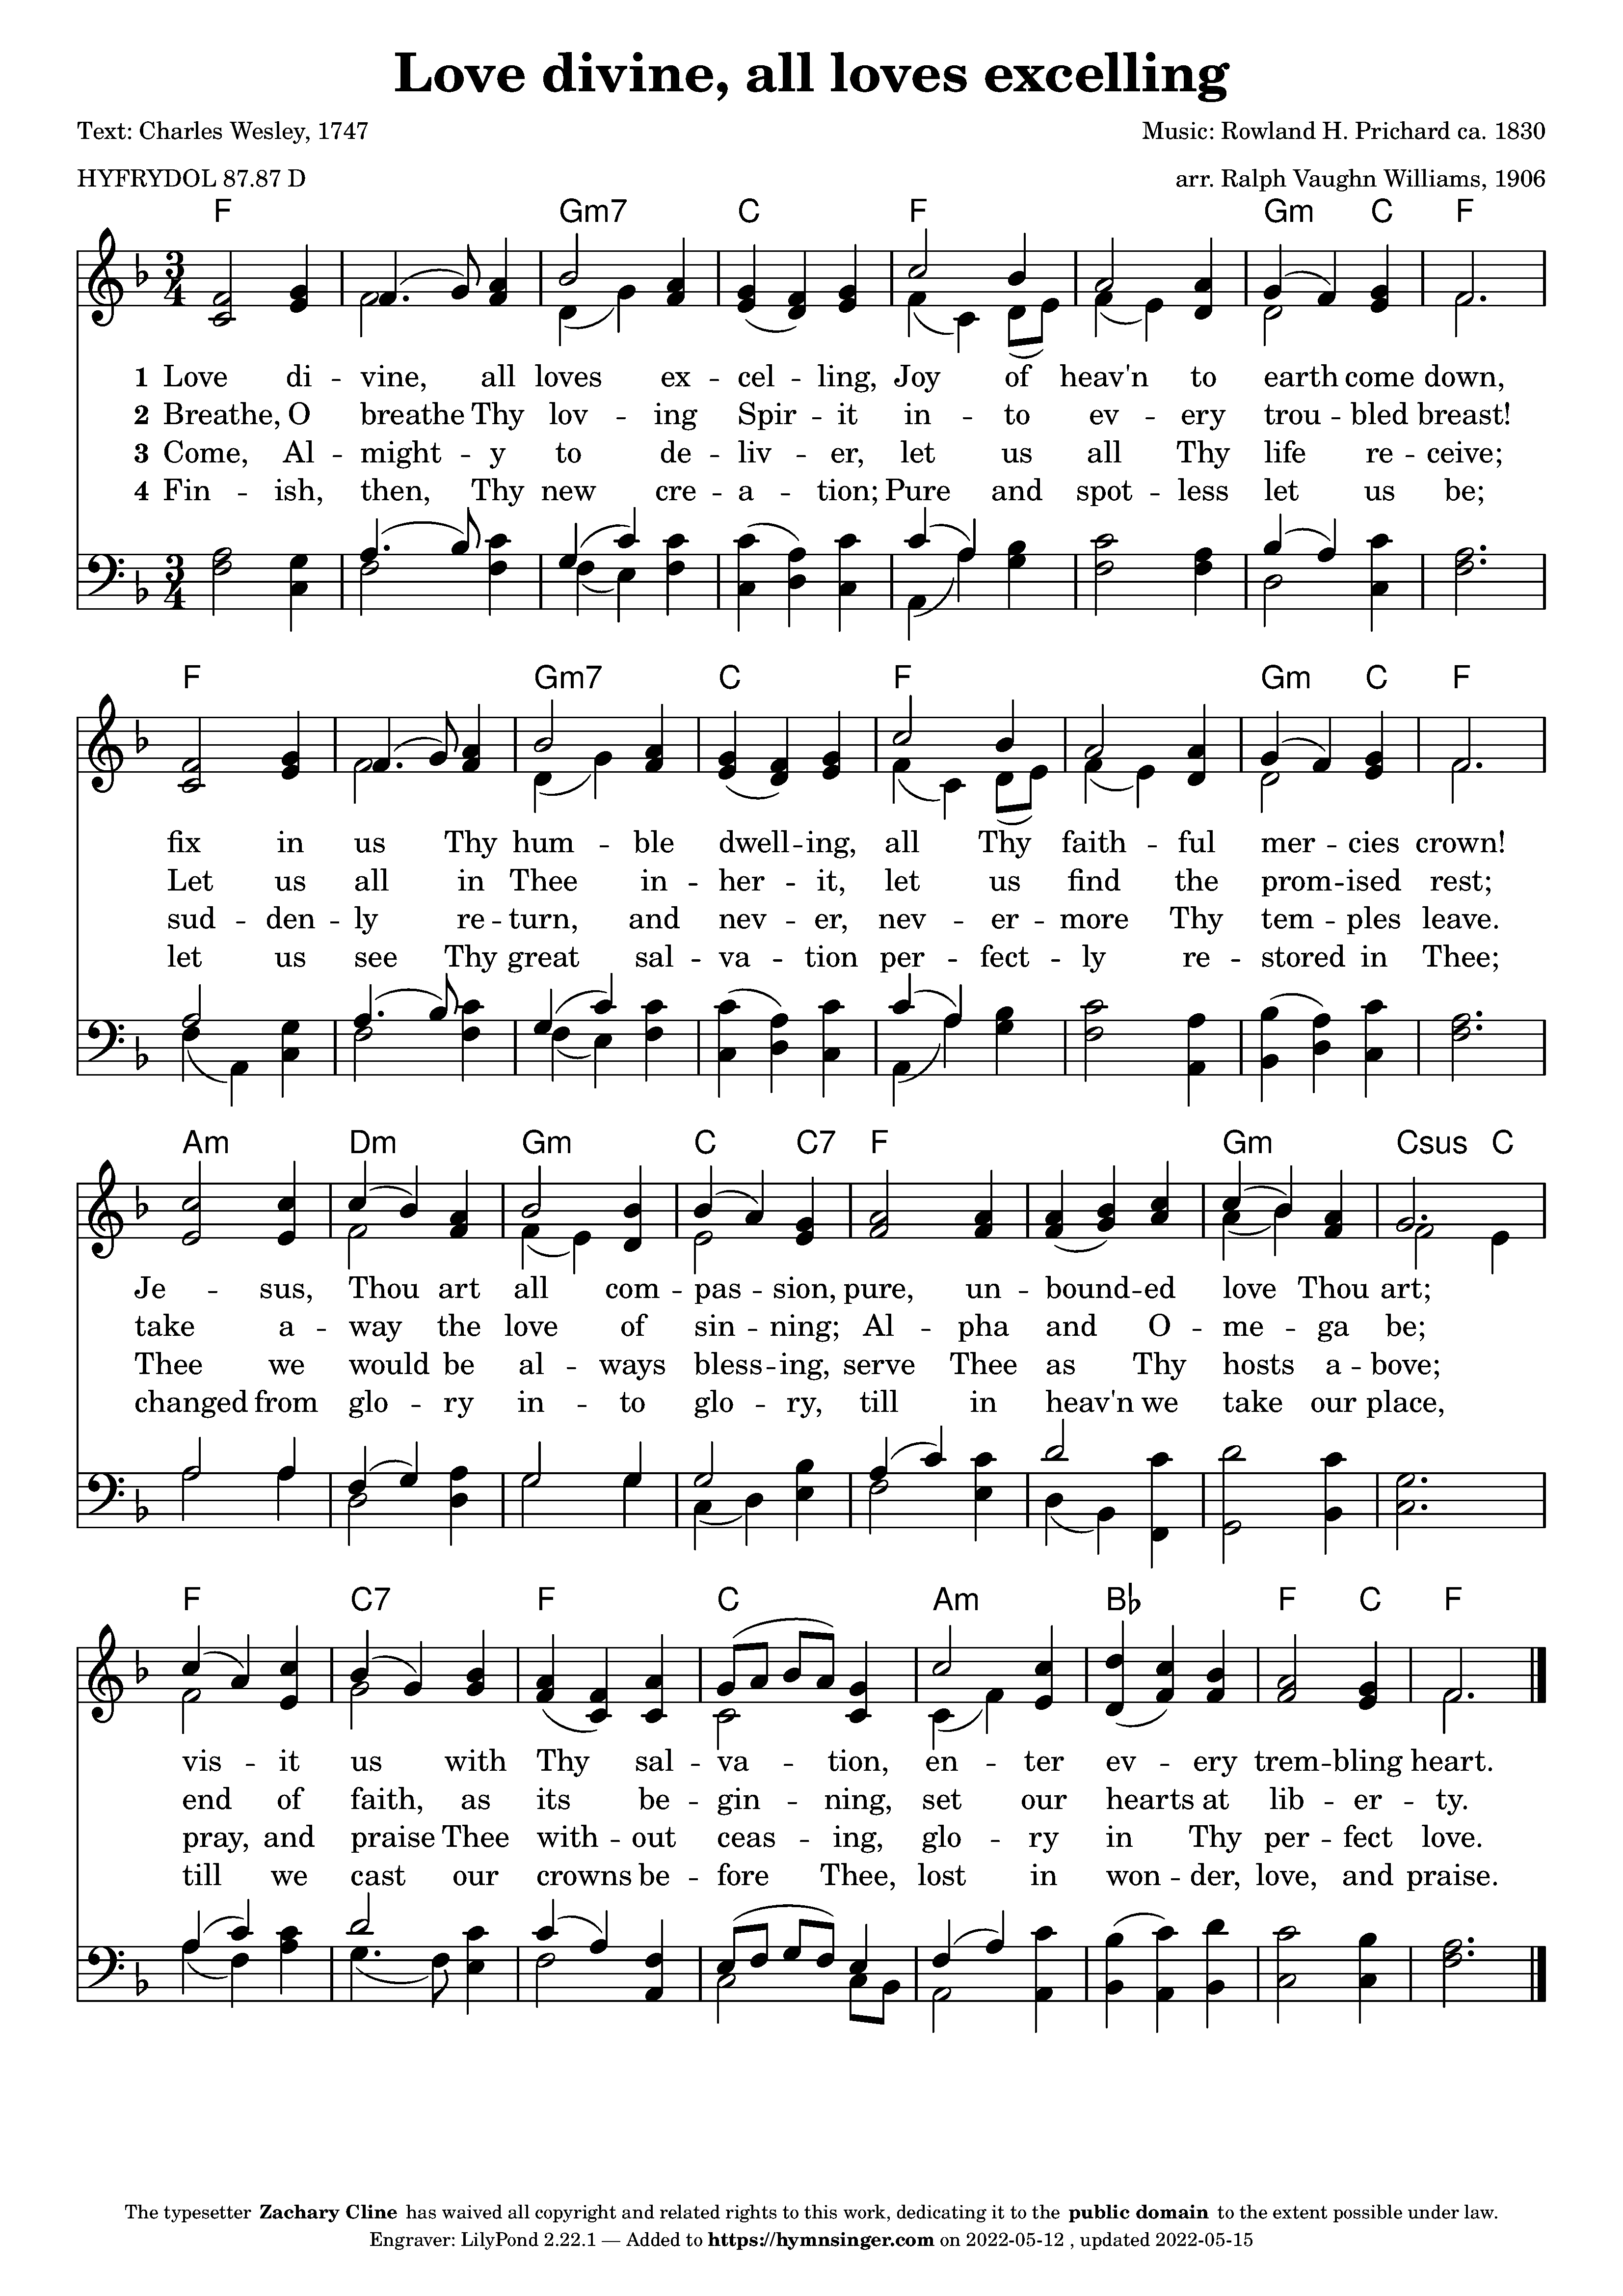 Love divine, all loves excelling
Text: Charles Wesley, 1747
Music: Rowland H. Prichard ca. 1830
HYFRYDOL 87.87 D
arr. Ralph Vaughn Williams, 1906
F Gm7 C F Gm C F
1 Love di -- vine, all loves ex -- cel -- ling, Joy of heav'n to earth come down,
2 Breathe, O breathe Thy lov -- ing Spir -- it in -- to ev -- ery trou -- bled breast!
3 Come, Al -- might -- y to de -- liv -- er, let us all Thy life re -- ceive;
4 Fin -- ish, then, Thy new cre -- a -- tion; Pure and spot -- less let us be;
F Gm7 C F Gm C F
fix in us Thy hum -- ble dwell -- ing, all Thy faith -- ful mer -- cies crown!
Let us all in Thee in -- her -- it, let us find the prom -- ised rest;
sud -- den -- ly re -- turn, and nev -- er, nev -- er -- more Thy tem -- ples leave.
let us see Thy great sal -- va -- tion per -- fect -- ly re -- stored in Thee;
Am Dm Gm C C7 F Gm Csus C
Je -- sus, Thou art all com -- pas -- sion, pure, un -- bound -- ed love Thou art;
take a -- way the love of sin -- ning; Al -- pha and O -- me -- ga be;
Thee we would be al -- ways bless -- ing, serve Thee as Thy hosts a -- bove;
changed from glo -- ry in -- to glo -- ry, till in heav'n we take our place,
F C7 F C Am B♭ F C F
vis -- it us with Thy sal -- va -- tion, en -- ter ev -- ery trem -- bling heart.
end of faith, as its be -- gin -- ning, set our hearts at lib -- er -- ty.
pray, and praise Thee with -- out ceas -- ing, glo -- ry in Thy per -- fect love.
till we cast our crowns be -- fore Thee, lost in won -- der, love, and praise.
The typesetter Zachary Cline has waived all copyright and related rights to this work, dedicating it to the public domain to the extent possible under law.
Engraver: LilyPond 2.22.1 — Added to https://hymnsinger.com on 2022-05-12 , updated 2022-05-15